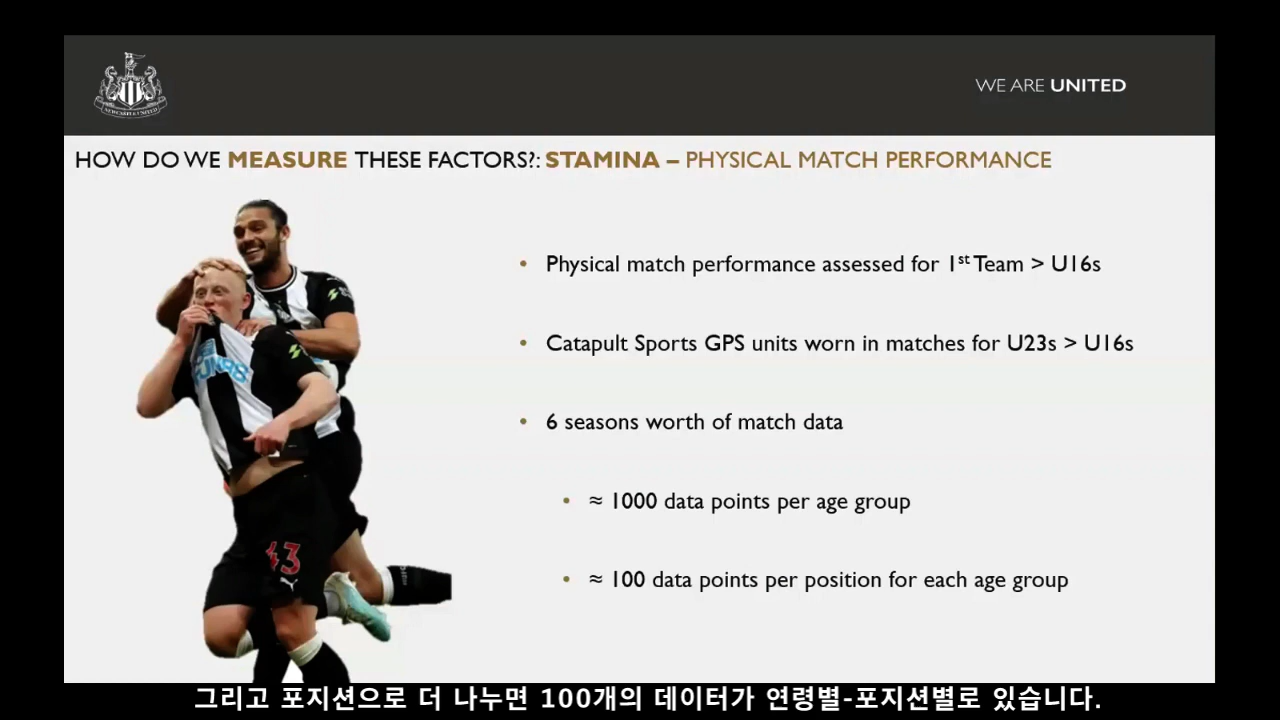 WE ARE UNITED
HOW DO WE MEASURE THESE FACTORS?: STAMINA – PHYSICAL MATCH PERFORMANCE
• Physical match performance assessed for 1st Team > U16s
• Catapult Sports GPS units worn in matches for U23s > U16s
• 6 seasons worth of match data
• ≈ 1000 data points per age group
• ≈ 100 data points per position for each age group
FUN88
43
그리고 포지션으로 더 나누면 100개의 데이터가 연령별-포지션별로 있습니다.